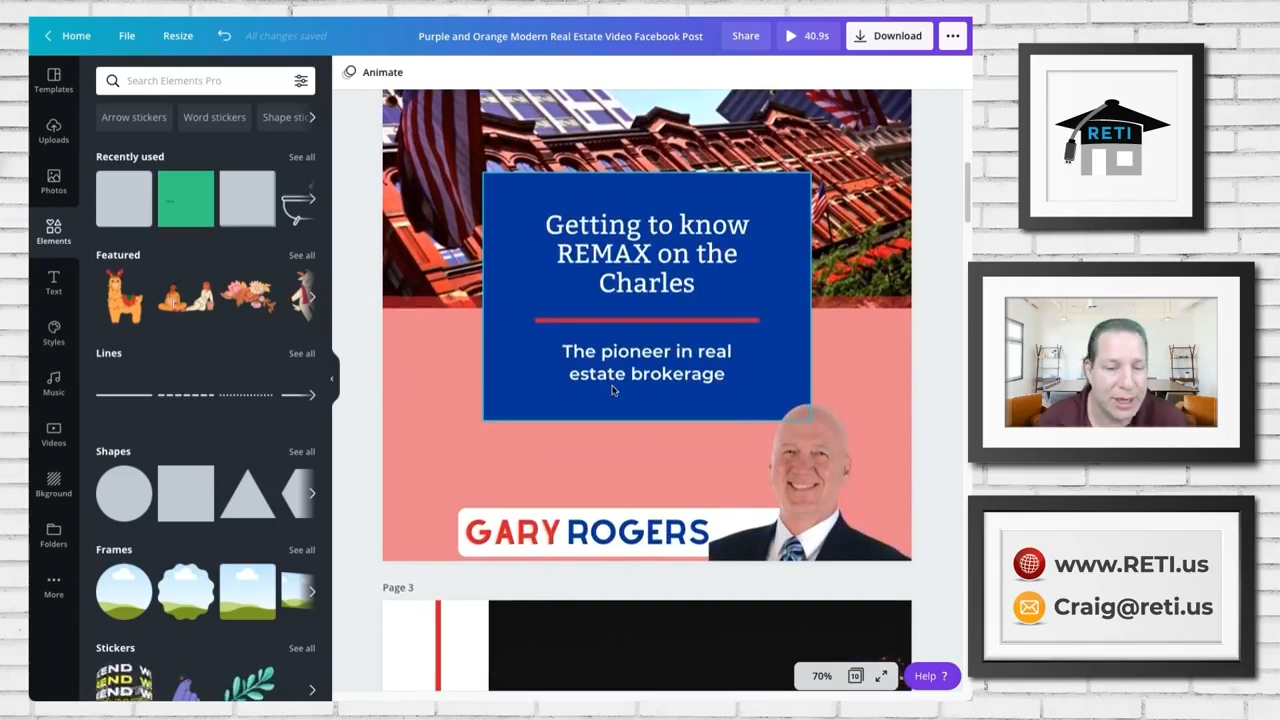 Home
File
Resize
All changes saved
Purple and Orange Modern Real Estate Video Facebook Post
Share
40.9s
Download
Templates
Uploads
Photos
Elements
Text
Styles
Music
Videos
Bkground
Folders
More
Search Elements Pro
Arrow stickers
Word stickers
Shape stic
Recently used
See all
Featured
See all
Lines
See all
Shapes
See all
Frames
See all
Stickers
See all
Animate
Getting to know
REMAX on the
Charles
The pioneer in real
estate brokerage
GARY ROGERS
Page 3
70%
10
Help ?
RETI
www.RETI.us
Craig@reti.us